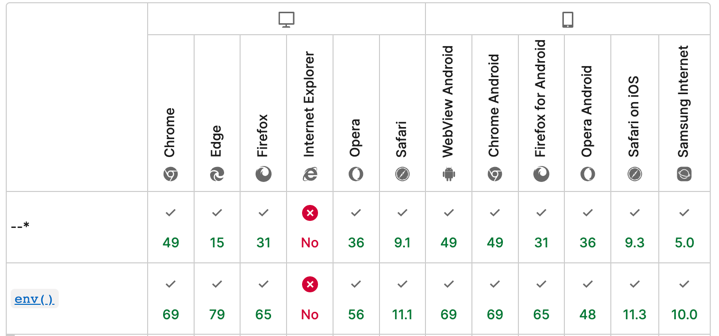 Chrome Edge Firefox Internet Explorer Opera Safari WebView Android Chrome Android Firefox for Android Opera Android Safari on iOS Samsung Internet
--*
49 15 31 No 36 9.1 49 49 31 36 9.3 5.0
env()
69 79 65 No 56 11.1 69 69 65 48 11.3 10.0